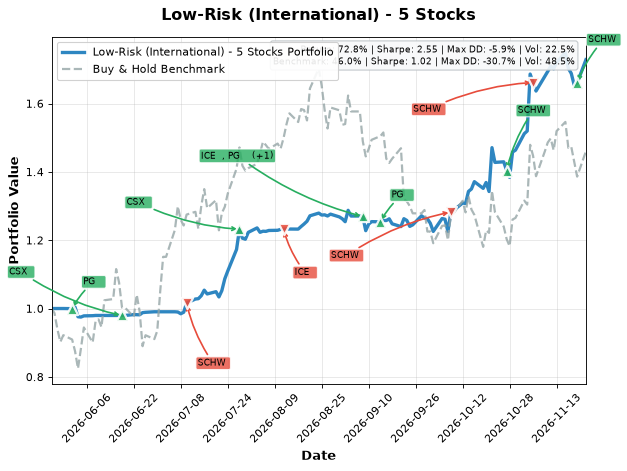 Low-Risk (International) - 5 Stocks
SCHW
Low-Risk (International) - 5 Stocks Portfolio
72.8% | Sharpe: 2.55 | Max DD: -5.9% | Vol: 22.5%
Buy & Hold Benchmark
6.0% | Sharpe: 1.02 | Max DD: -30.7% | Vol: 48.5%
SCHW
SCHW
ICE , PG (+1)
PG
CSX
SCHW
CSX
PG
ICE
SCHW
Portfolio Value
1.6
1.4
1.2
1.0
0.8
2026-06-06
2026-06-22
2026-07-08
2026-07-24
2026-08-09
2026-08-25
2026-09-10
2026-09-26
2026-10-12
2026-10-28
2026-11-13
Date